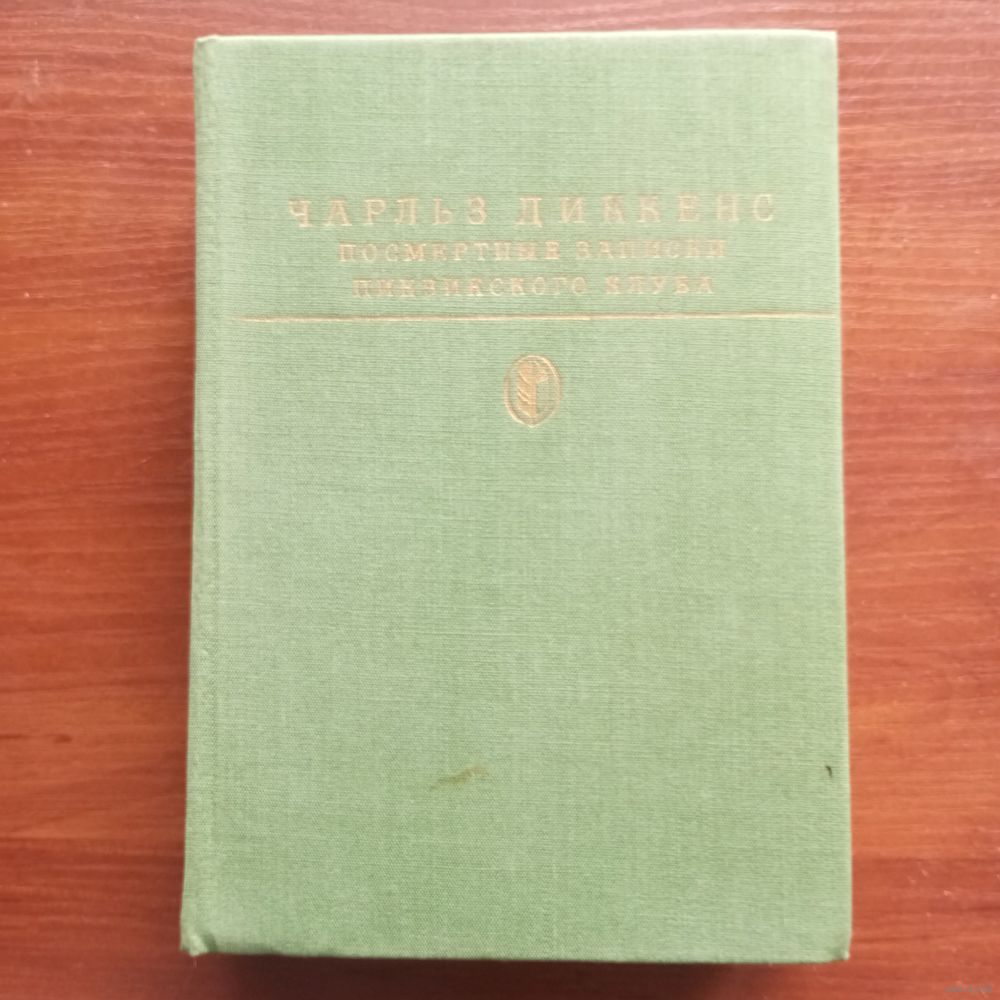 ЧАРЛЬЗ ДИККЕНС
ПОСМЕРТНЫЕ ЗАПИСКИ
ПИКВИКСКОГО КЛУБА